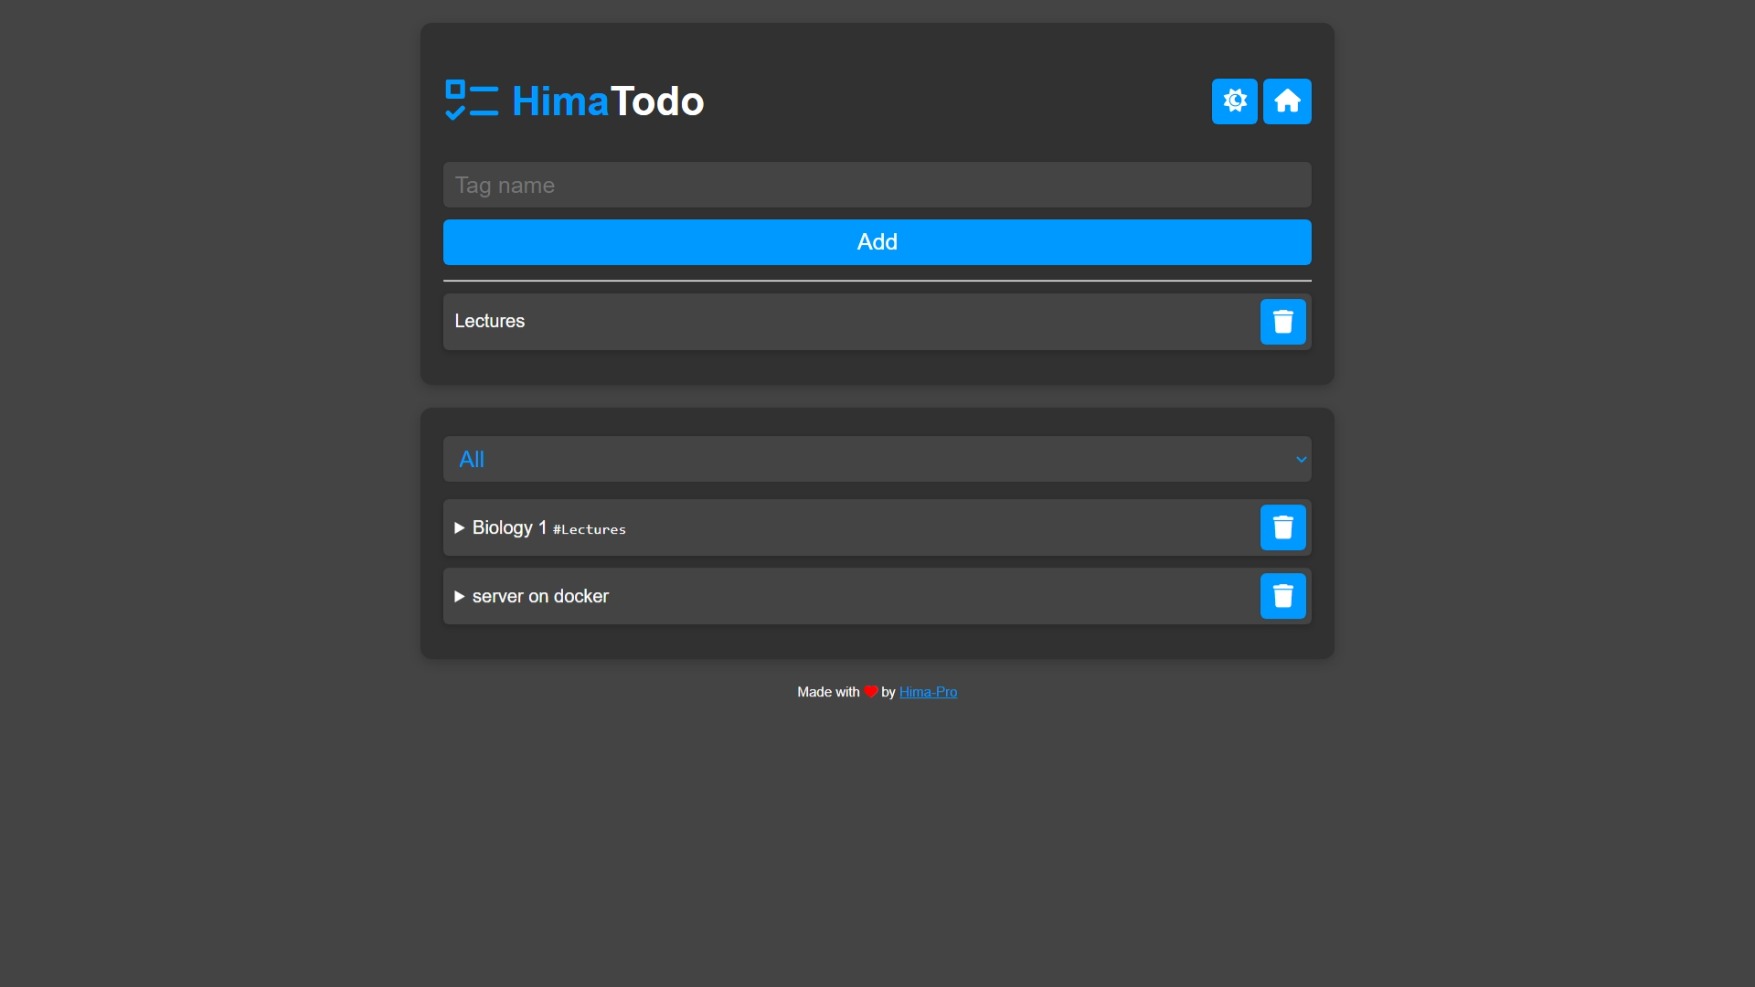 HimaTodo
Tag name
Add
Lectures
All
Biology 1 #Lectures
server on docker
Made with ❤ by Hima-Pro